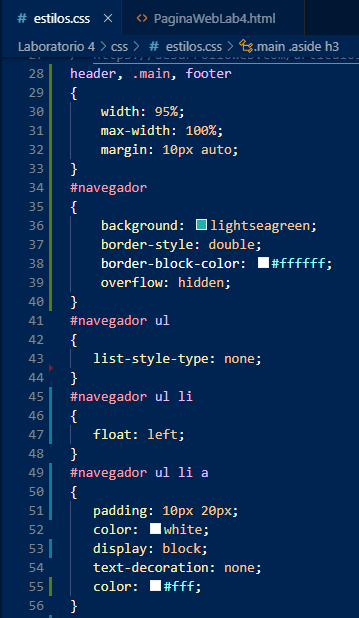 estilos.css PaginaWebLab4.html
Laboratorio 4 > css > estilos.css > .main .aside h3
28 header, .main, footer
29 {
30 width: 95%;
31 max-width: 100%;
32 margin: 10px auto;
33 }
34 #navegador
35 {
36 background: lightseagreen;
37 border-style: double;
38 border-block-color: #ffffff;
39 overflow: hidden;
40 }
41 #navegador ul
42 {
43 list-style-type: none;
44 }
45 #navegador ul li
46 {
47 float: left;
48 }
49 #navegador ul li a
50 {
51 padding: 10px 20px;
52 color: white;
53 display: block;
54 text-decoration: none;
55 color: #fff;
56 }